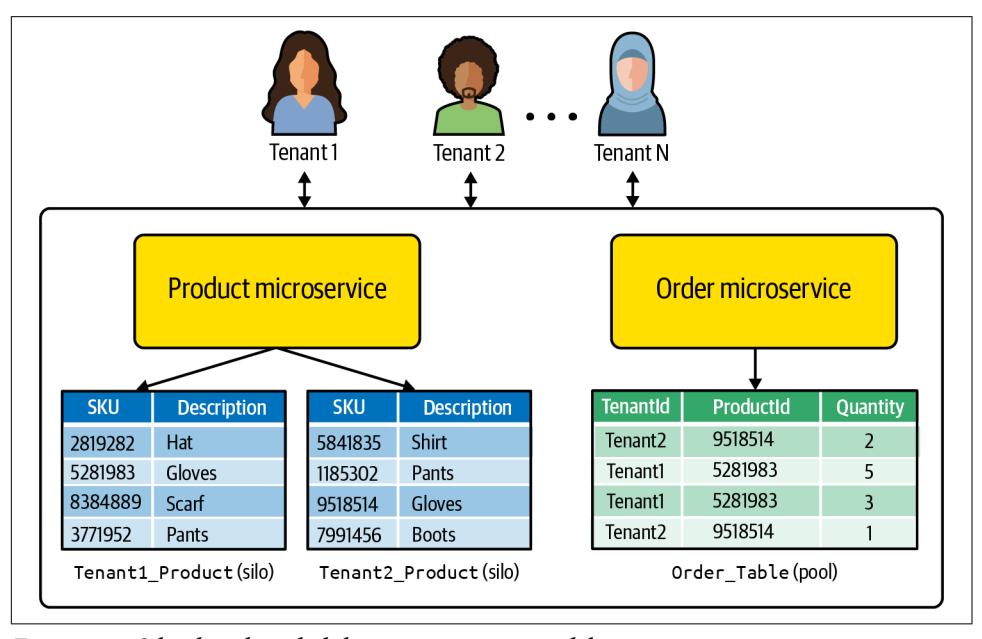 Tenant 1
Tenant 2
Tenant N
Product microservice
Order microservice
SKU Description
2819282 Hat
5281983 Gloves
8384889 Scarf
3771952 Pants
Tenant1_Product (silo)
SKU Description
5841835 Shirt
1185302 Pants
9518514 Gloves
7991456 Boots
Tenant2_Product (silo)
TenantId ProductId Quantity
Tenant2 9518514 2
Tenant1 5281983 5
Tenant1 5281983 3
Tenant2 9518514 1
Order_Table (pool)